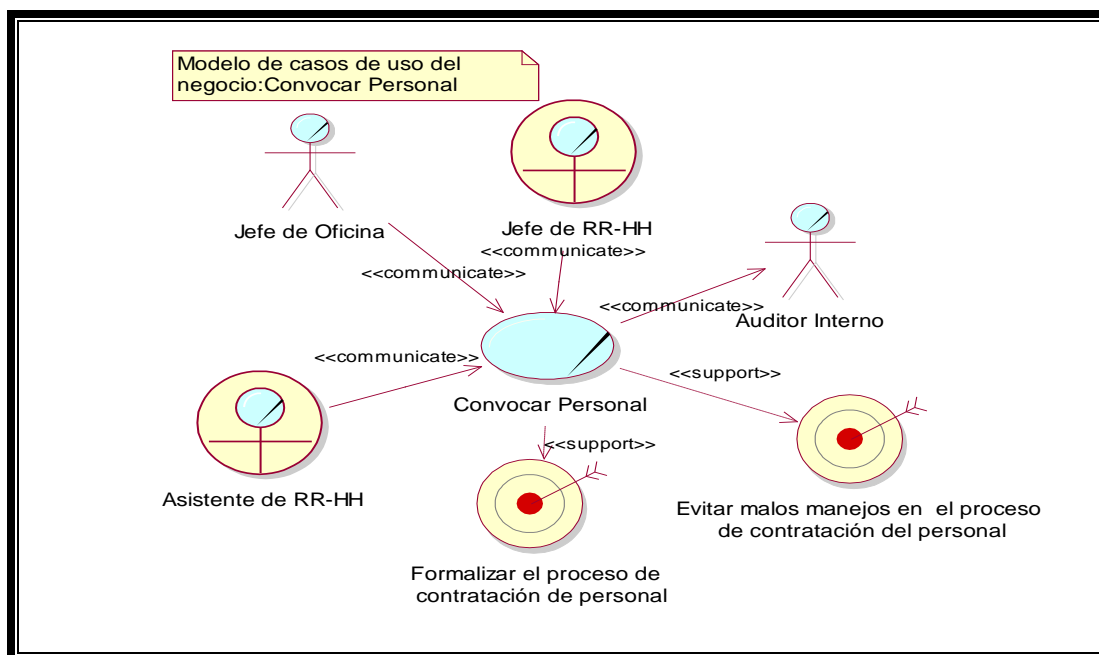 Modelo de casos de uso del
negocio:Convocar Personal
Jefe de Oficina
Jefe de RR-HH
<<communicate>>
<<communicate>>
<<communicate>>
Auditor Interno
<<communicate>>
<<support>>
Convocar Personal
<<support>>
Asistente de RR-HH
Evitar malos manejos en el proceso
de contratación del personal
Formalizar el proceso de
contratación de personal